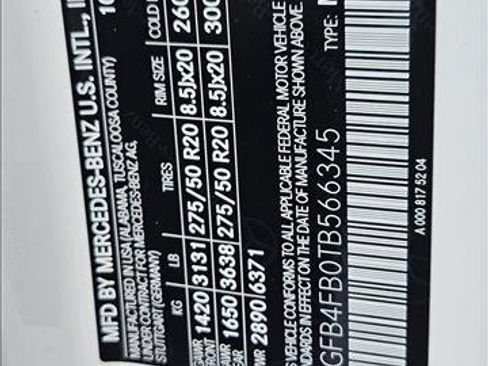 MFD BY MERCEDES-BENZ U.S. INTL., I
MANUFACTURED IN USA (ALABAMA, TUSCALOOSA COUNTY)
UNDER CONTRACT FOR MERCEDES-BENZ AG,
STUTTGART (GERMANY)
10
KG LB TIRES RIM SIZE COLD
1420 3131 275/50 R20 8.5Jx20 260
FRONT
1650 3638 275/50 R20 8.5Jx20 300
2890 6371
VEHICLE CONFORMS TO ALL APPLICABLE FEDERAL MOTOR VEHICLE
STANDARDS IN EFFECT ON THE DATE OF MANUFACTURE SHOWN ABOVE.
GFB4FB0TB566345
TYPE
A 000 817 52 04